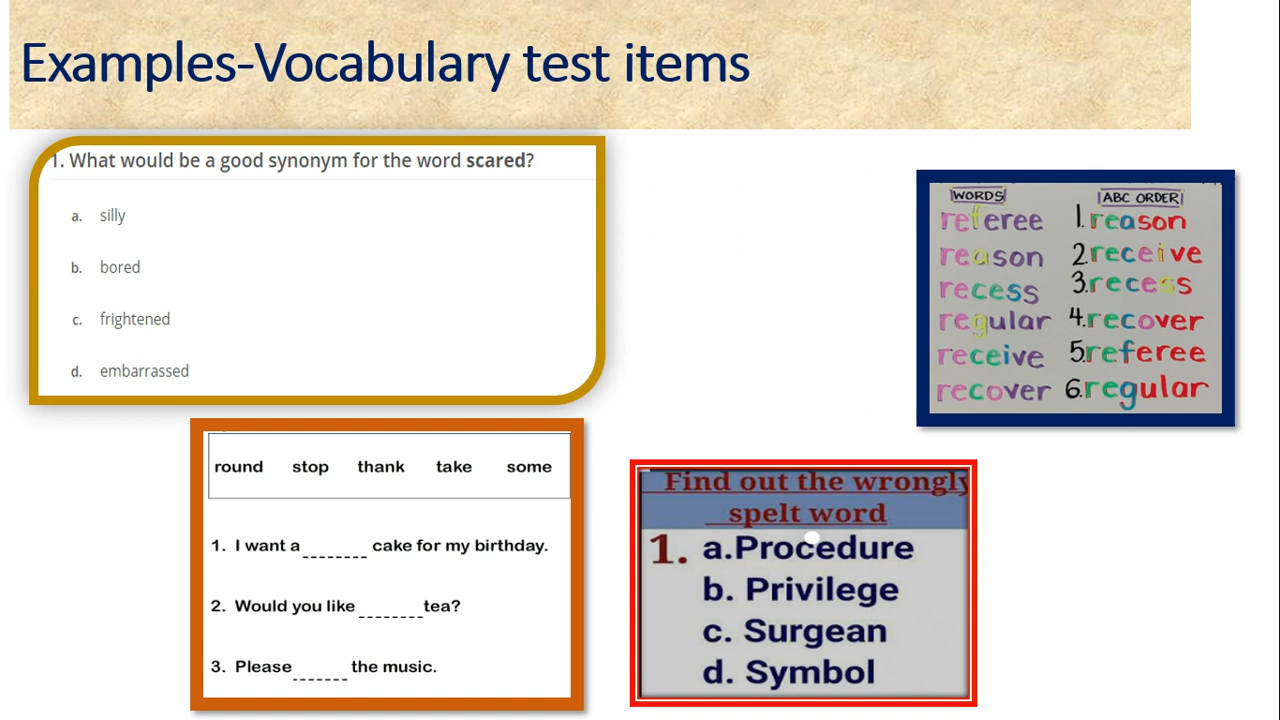 Examples-Vocabulary test items
1. What would be a good synonym for the word scared?
a. silly
b. bored
c. frightened
d. embarrassed
WORDS
referee
reason
recess
regular
receive
recover
ABC ORDER
1. reason
2. receive
3. recess
4. recover
5. referee
6. regular
round stop thank take some
1. I want a ________ cake for my birthday.
2. Would you like ________ tea?
3. Please _______ the music.
Find out the wrongly
spelt word
1. a.Procedure
b. Privilege
c. Surgean
d. Symbol